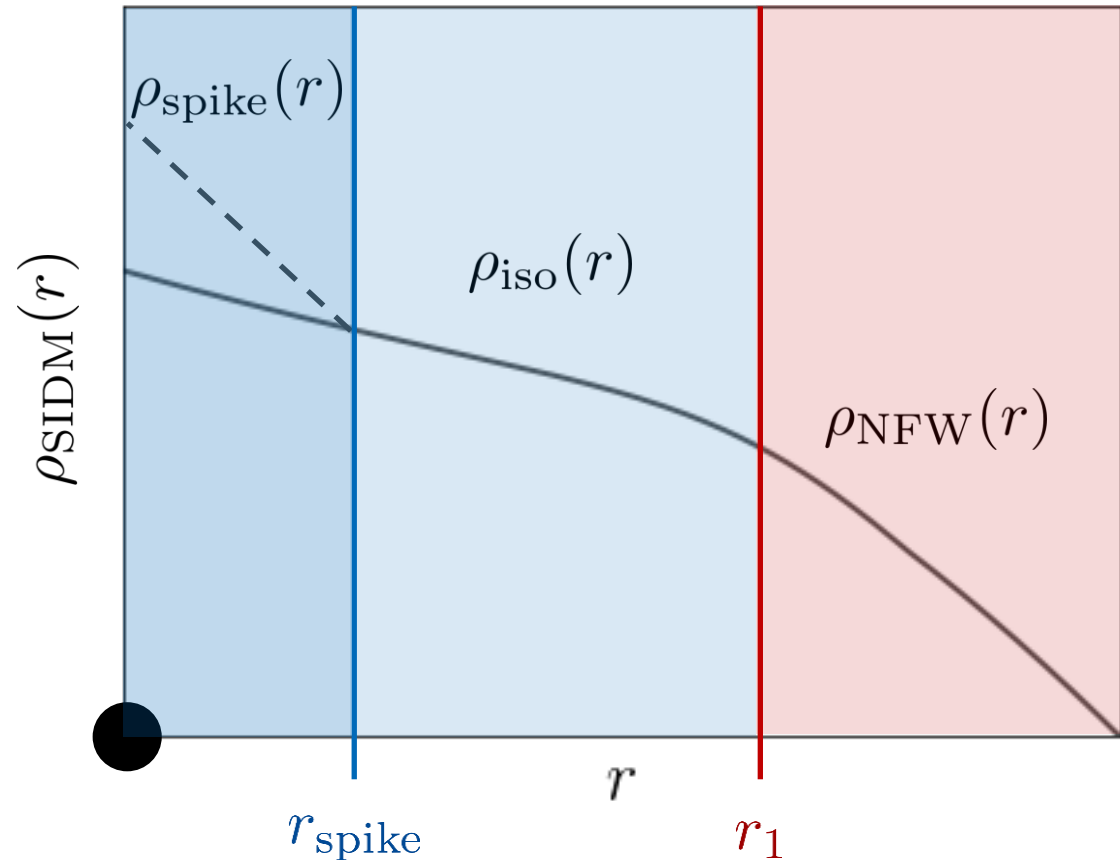 ρ_spike(r)
ρ_iso(r)
ρ_NFW(r)
ρ_SIDM(r)
r
r_spike
r_1